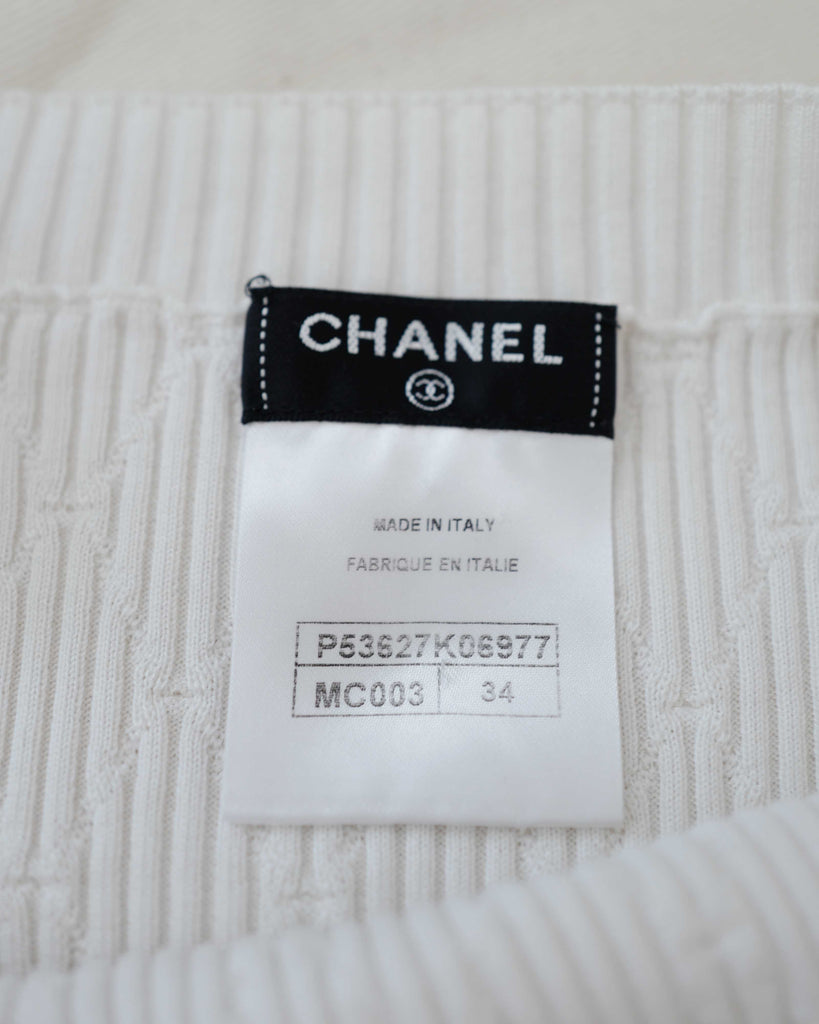 CHANEL
MADE IN ITALY
FABRIQUE EN ITALIE
P53627K06977
MC003 34